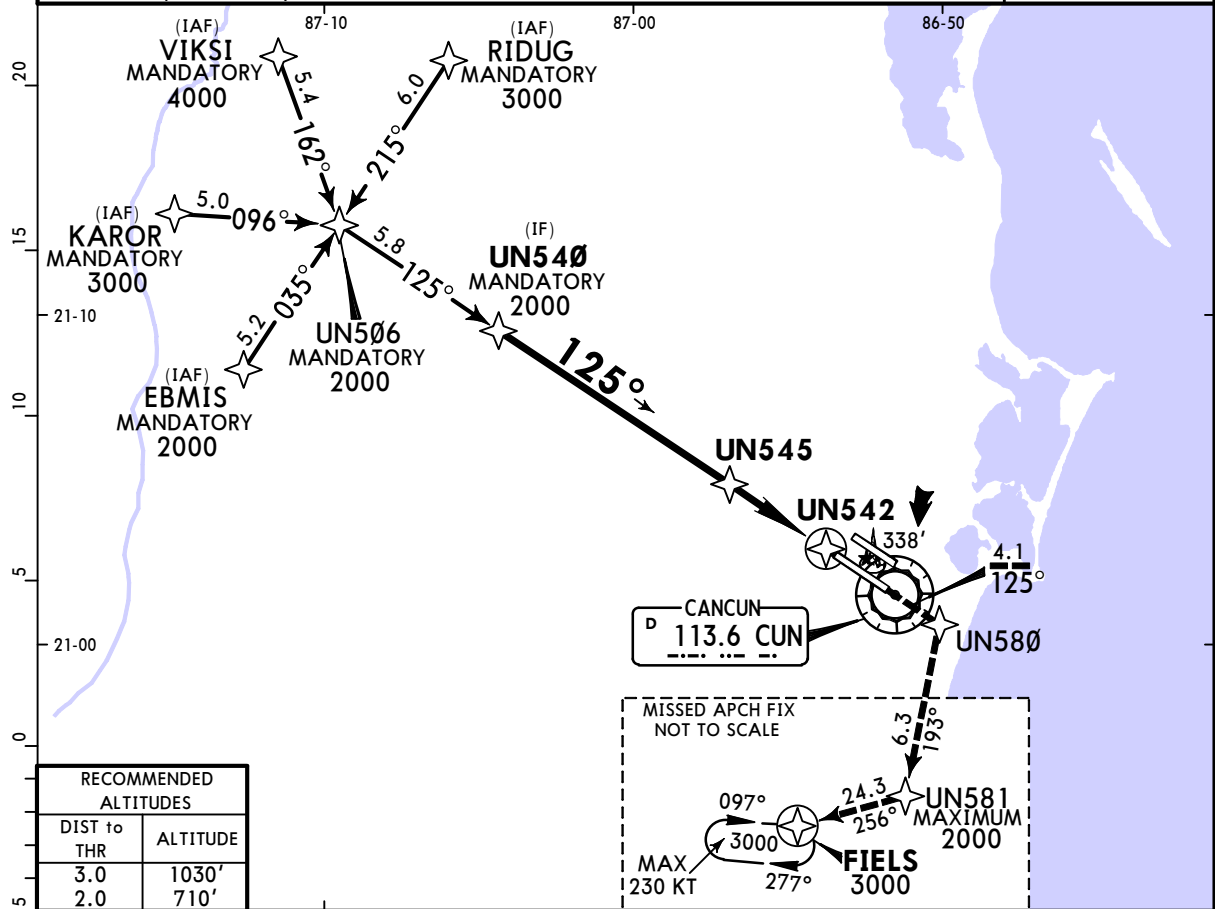 87-10
87-00
86-50
(IAF)
VIKSI
MANDATORY
4000
(IAF)
RIDUG
MANDATORY
3000
20
5.4
162°
6.0
215°
(IAF)
KAROR
MANDATORY
3000
5.0
096°
15
5.8
125°
(IF)
UN54Ø
MANDATORY
2000
21-10
5.2
035°
UN5Ø6
MANDATORY
2000
(IAF)
EBMIS
MANDATORY
2000
125°
10
UN545
UN542
338'
4.1
125°
5
CANCUN
D 113.6 CUN
UN58Ø
21-00
MISSED APCH FIX
NOT TO SCALE
6.3
193°
0
RECOMMENDED
ALTITUDES
DIST to
THR
ALTITUDE
3.0
1030'
2.0
710'
24.3
256°
UN581
MAXIMUM
2000
097°
3000
277°
MAX
230 KT
FIELS
3000
5